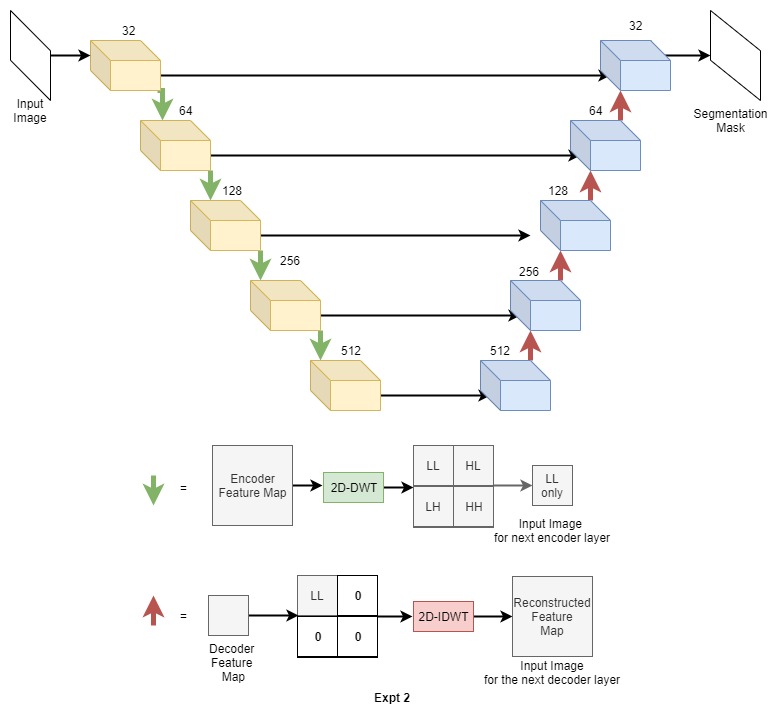 32
32
Input
Image
64
64
Segmentation
Mask
128
128
256
256
512
512
=
Encoder
Feature Map
2D-DWT
LL
HL
LH
HH
LL
only
Input Image
for next encoder layer
=
LL
0
0
0
2D-IDWT
Reconstructed
Feature
Map
Decoder
Feature
Map
Input Image
for the next decoder layer
Expt 2